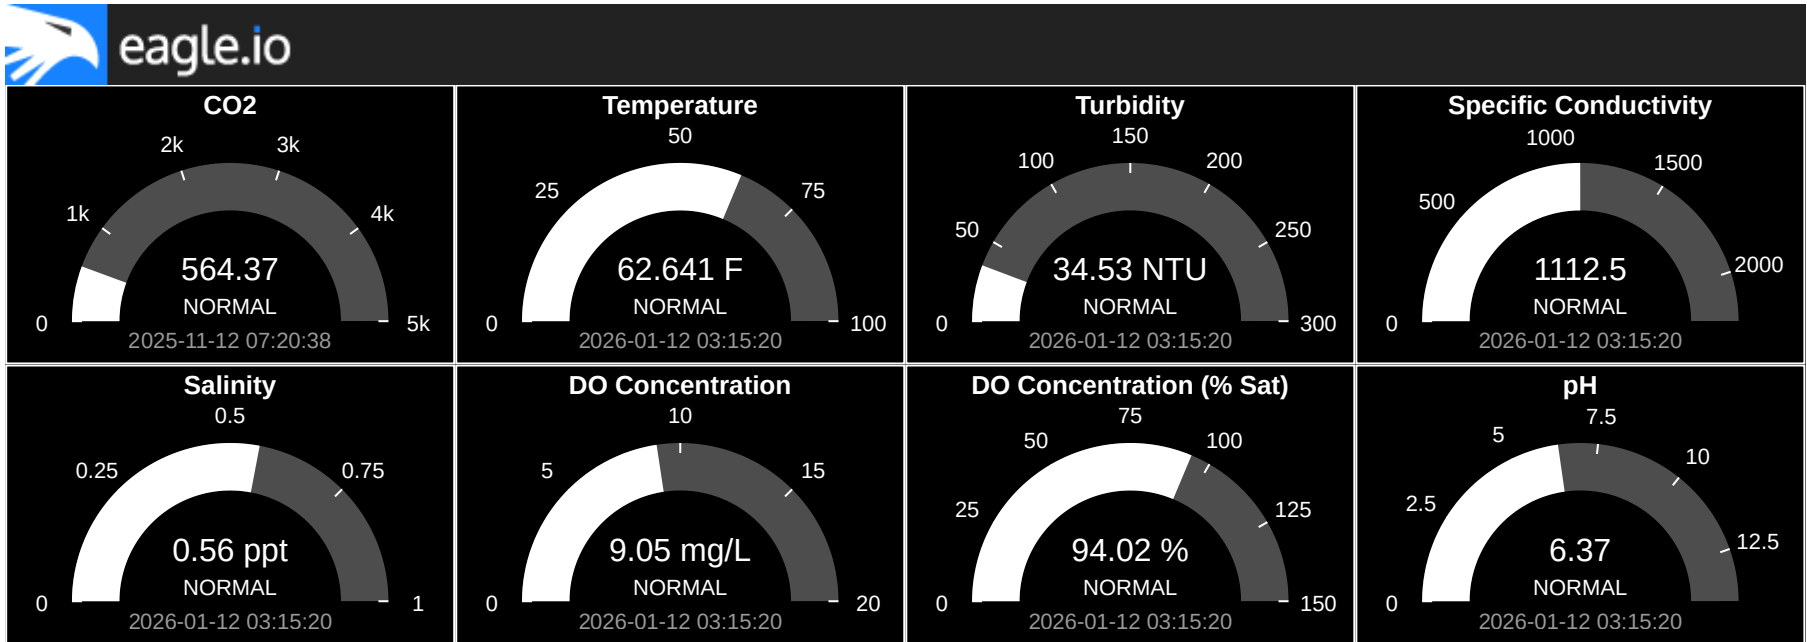 eagle.io
CO2
2k
3k
1k
4k
0
5k
564.37
NORMAL
2025-11-12 07:20:38
Temperature
50
25
75
0
100
62.641 F
NORMAL
2026-01-12 03:15:20
Turbidity
150
100
200
50
250
0
300
34.53 NTU
NORMAL
2026-01-12 03:15:20
Specific Conductivity
1000
1500
500
2000
0
1112.5
NORMAL
2026-01-12 03:15:20
Salinity
0.5
0.25
0.75
0
1
0.56 ppt
NORMAL
2026-01-12 03:15:20
DO Concentration
10
5
15
0
20
9.05 mg/L
NORMAL
2026-01-12 03:15:20
DO Concentration (% Sat)
75
50
100
25
125
0
150
94.02 %
NORMAL
2026-01-12 03:15:20
pH
7.5
5
10
2.5
12.5
0
6.37
NORMAL
2026-01-12 03:15:20